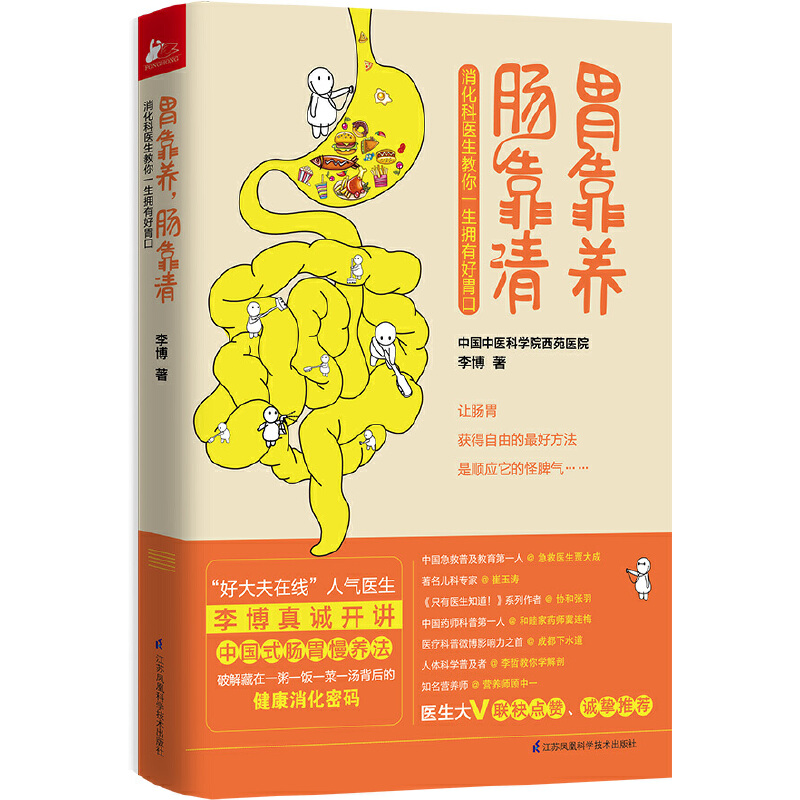 FONGHONG
胃靠养，肠靠清
消化科医生教你一生拥有好胃口
李博 著
江苏凤凰科学技术出版社
胃靠养
肠靠清
消化科医生教你一生拥有好胃口
中国中医科学院西苑医院
李博 著
让肠胃
获得自由的最好方法
是顺应它的怪脾气……
“好大夫在线”人气医生
李博真诚开讲
中国式肠胃慢养法
破解藏在一粥一饭一菜一汤背后的
健康消化密码
中国急救普及教育第一人@急救医生贾大成
著名儿科专家@崔玉涛
《只有医生知道！》系列作者@协和张羽
中国药师科普第一人@和睦家药师冀连梅
医疗科普微博影响力之首@成都下水道
人体科学普及者@李哲教你学解剖
知名营养师@营养师顾中一
医生大V联袂点赞、诚挚推荐
江苏凤凰科学技术出版社